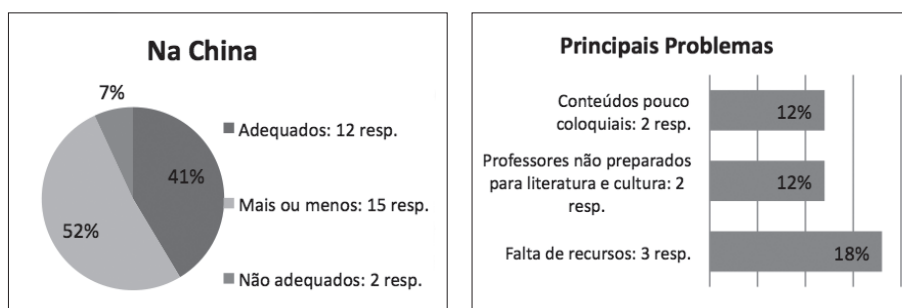 Na China
7%
Adequados: 12 resp.
41%
Mais ou menos: 15 resp.
52%
Não adequados: 2 resp.
Principais Problemas
Conteúdos pouco
coloquiais: 2 resp.
12%
Professores não preparados
para literatura e cultura: 2
resp.
12%
Falta de recursos: 3 resp.
18%